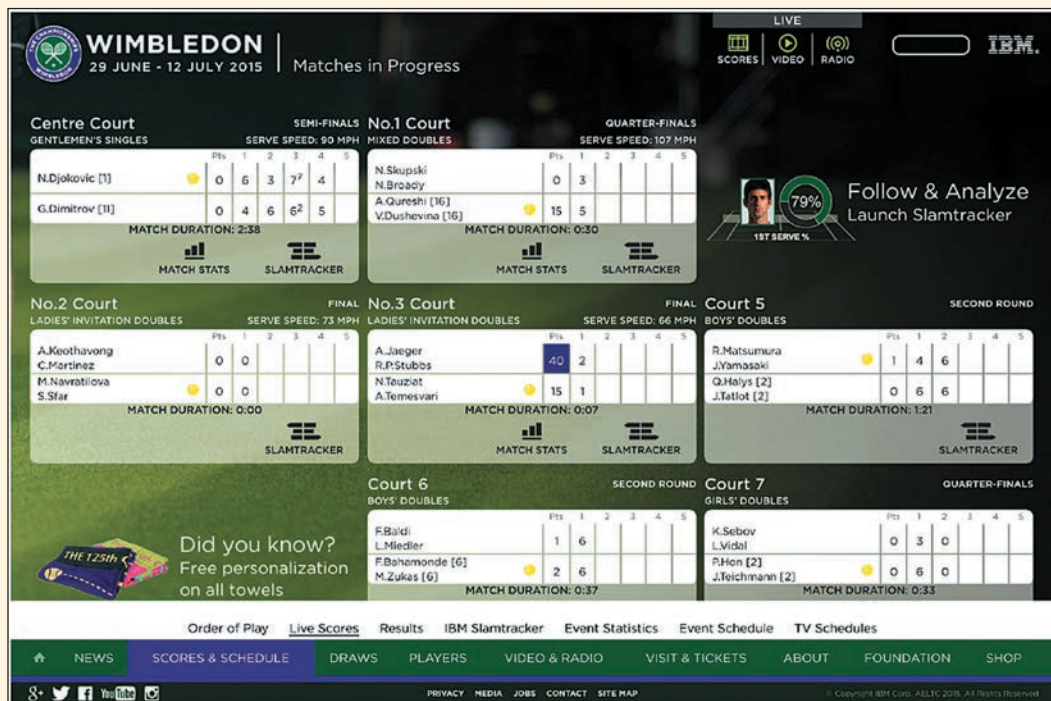 THE CHAMPIONSHIPS
WIMBLEDON
WIMBLEDON
29 JUNE - 12 JULY 2015
Matches in Progress
LIVE
SCORES VIDEO RADIO
IBM.
Centre Court SEMI-FINALS
GENTLEMEN'S SINGLES SERVE SPEED: 90 MPH
Pts 1 2 3 4 5
N.Djokovic [1] 0 6 3 7⁷ 4
G.Dimitrov [11] 0 4 6 6² 5
MATCH DURATION: 2:38
MATCH STATS SLAMTRACKER
No.1 Court QUARTER-FINALS
MIXED DOUBLES SERVE SPEED: 107 MPH
Pts 1 2 3 4 5
N.Skupski
N.Broady
0 3
A.Qureshi [16]
V.Dushevina [16]
15 5
MATCH DURATION: 0:30
MATCH STATS SLAMTRACKER
79%
1ST SERVE %
Follow & Analyze
Launch Slamtracker
No.2 Court FINAL
LADIES' INVITATION DOUBLES SERVE SPEED: 73 MPH
Pts 1 2 3 4 5
A.Keothavong
C.Martinez
0 0
M.Navratilova
S.Sfar
0 0
MATCH DURATION: 0:00
SLAMTRACKER
No.3 Court FINAL
LADIES' INVITATION DOUBLES SERVE SPEED: 66 MPH
Pts 1 2 3 4 5
A.Jaeger
R.P.Stubbs
40 2
N.Tauziat
A.Temesvari
15 1
MATCH DURATION: 0:07
MATCH STATS SLAMTRACKER
Court 5 SECOND ROUND
BOYS' DOUBLES
Pts 1 2 3 4 5
R.Matsumura
J.Yamasaki
1 4 6
Q.Halys [2]
J.Tatlot [2]
0 6 6
MATCH DURATION: 1:21
SLAMTRACKER
Court 6 SECOND ROUND
BOYS' DOUBLES
Pts 1 2 3 4 5
F.Baldi
L.Miedler
1 6
F.Bahamonde [6]
M.Zukas [6]
2 6
MATCH DURATION: 0:37
Court 7 QUARTER-FINALS
GIRLS' DOUBLES
Pts 1 2 3 4 5
K.Sebov
L.Vidal
0 3 0
P.Hon [2]
J.Teichmann [2]
0 6 0
MATCH DURATION: 0:33
THE 125th
Did you know?
Free personalization
on all towels
Order of Play Live Scores Results IBM Slamtracker Event Statistics Event Schedule TV Schedules
NEWS SCORES & SCHEDULE DRAWS PLAYERS VIDEO & RADIO VISIT & TICKETS ABOUT FOUNDATION SHOP
g+ f YouTube
PRIVACY MEDIA JOBS CONTACT SITE MAP
© Copyright IBM Corp. AELTC 2015. All Rights Reserved